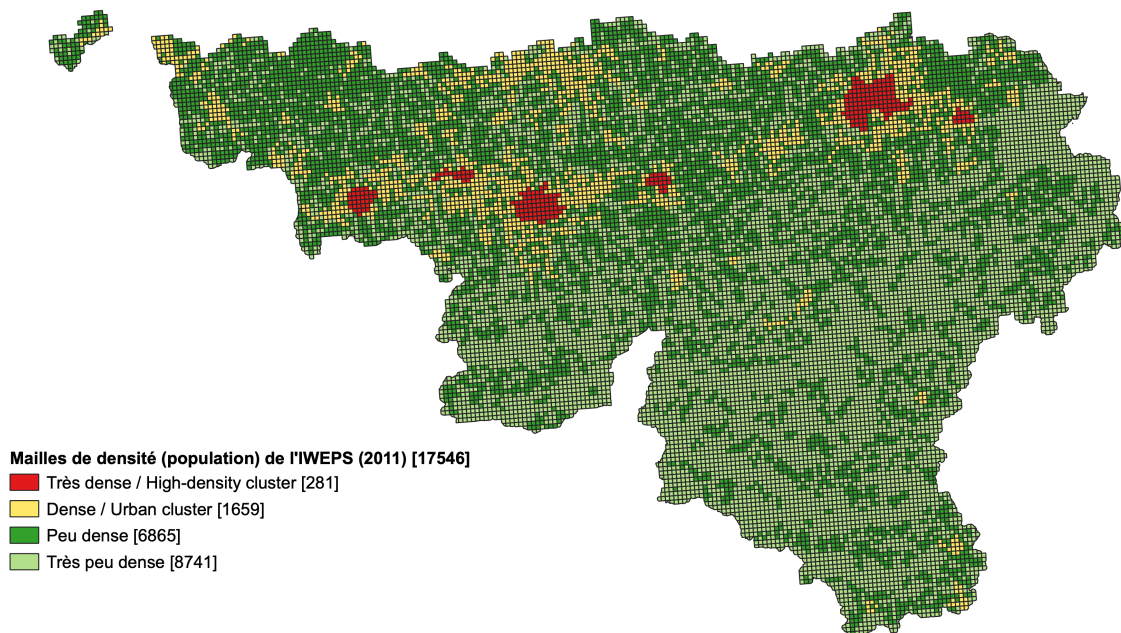 Mailles de densité (population) de l'IWEPS (2011) [17546]
Très dense / High-density cluster [281]
Dense / Urban cluster [1659]
Peu dense [6865]
Très peu dense [8741]